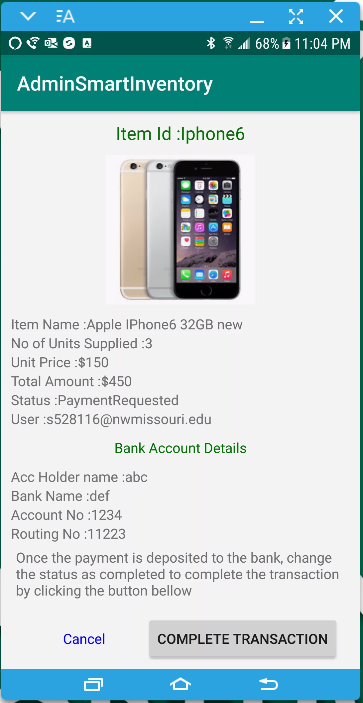 68% 11:04 PM
AdminSmartInventory
Item Id :Iphone6
Item Name :Apple IPhone6 32GB new
No of Units Supplied :3
Unit Price :$150
Total Amount :$450
Status :PaymentRequested
User :s528116@nwmissouri.edu
Bank Account Details
Acc Holder name :abc
Bank Name :def
Account No :1234
Routing No :11223
Once the payment is deposited to the bank, change
the status as completed to complete the transaction
by clicking the button bellow
Cancel COMPLETE TRANSACTION